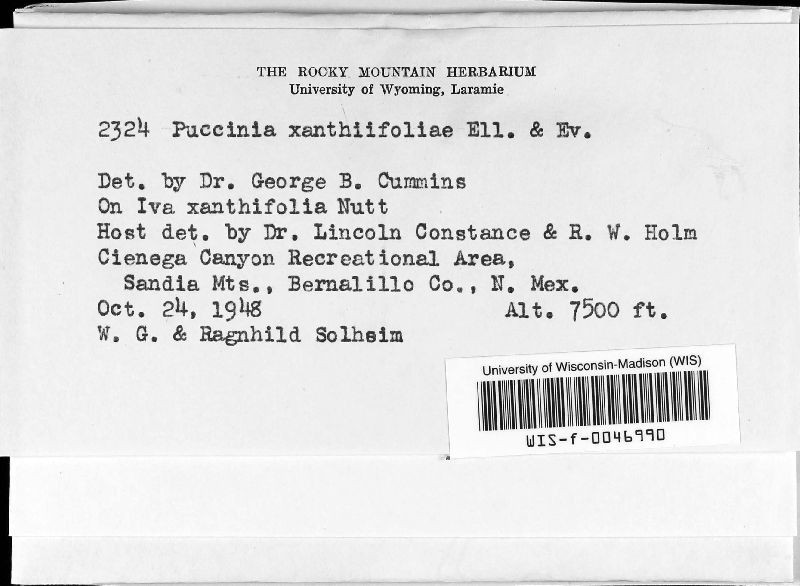 THE ROCKY MOUNTAIN HERBARIUM
University of Wyoming, Laramie
2324 Puccinia xanthiifoliae Ell. & Ev.
Det. by Dr. George B. Cummins
On Iva xanthifolia Nutt
Host det. by Dr. Lincoln Constance & R. W. Holm
Cienega Canyon Recreational Area,
Sandia Mts., Bernalillo Co., N. Mex.
Oct. 24, 1948 Alt. 7500 ft.
W. G. & Ragnhild Solheim
University of Wisconsin-Madison (WIS)
WIS-f-0046990